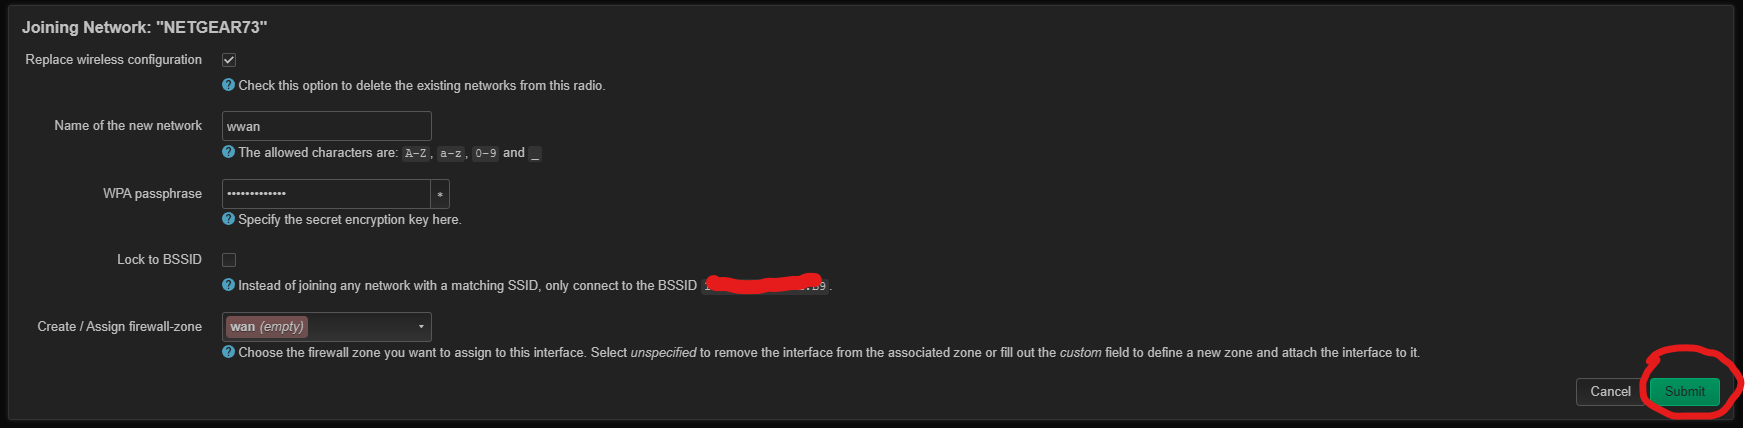 Joining Network: "NETGEAR73"
Replace wireless configuration
Check this option to delete the existing networks from this radio.
Name of the new network
wwan
The allowed characters are: A-Z, a-z, 0-9 and _
WPA passphrase
•••••••••••••
*
Specify the secret encryption key here.
Lock to BSSID
Instead of joining any network with a matching SSID, only connect to the BSSID
Create / Assign firewall-zone
wan (empty)
Choose the firewall zone you want to assign to this interface. Select unspecified to remove the interface from the associated zone or fill out the custom field to define a new zone and attach the interface to it.
Cancel
Submit